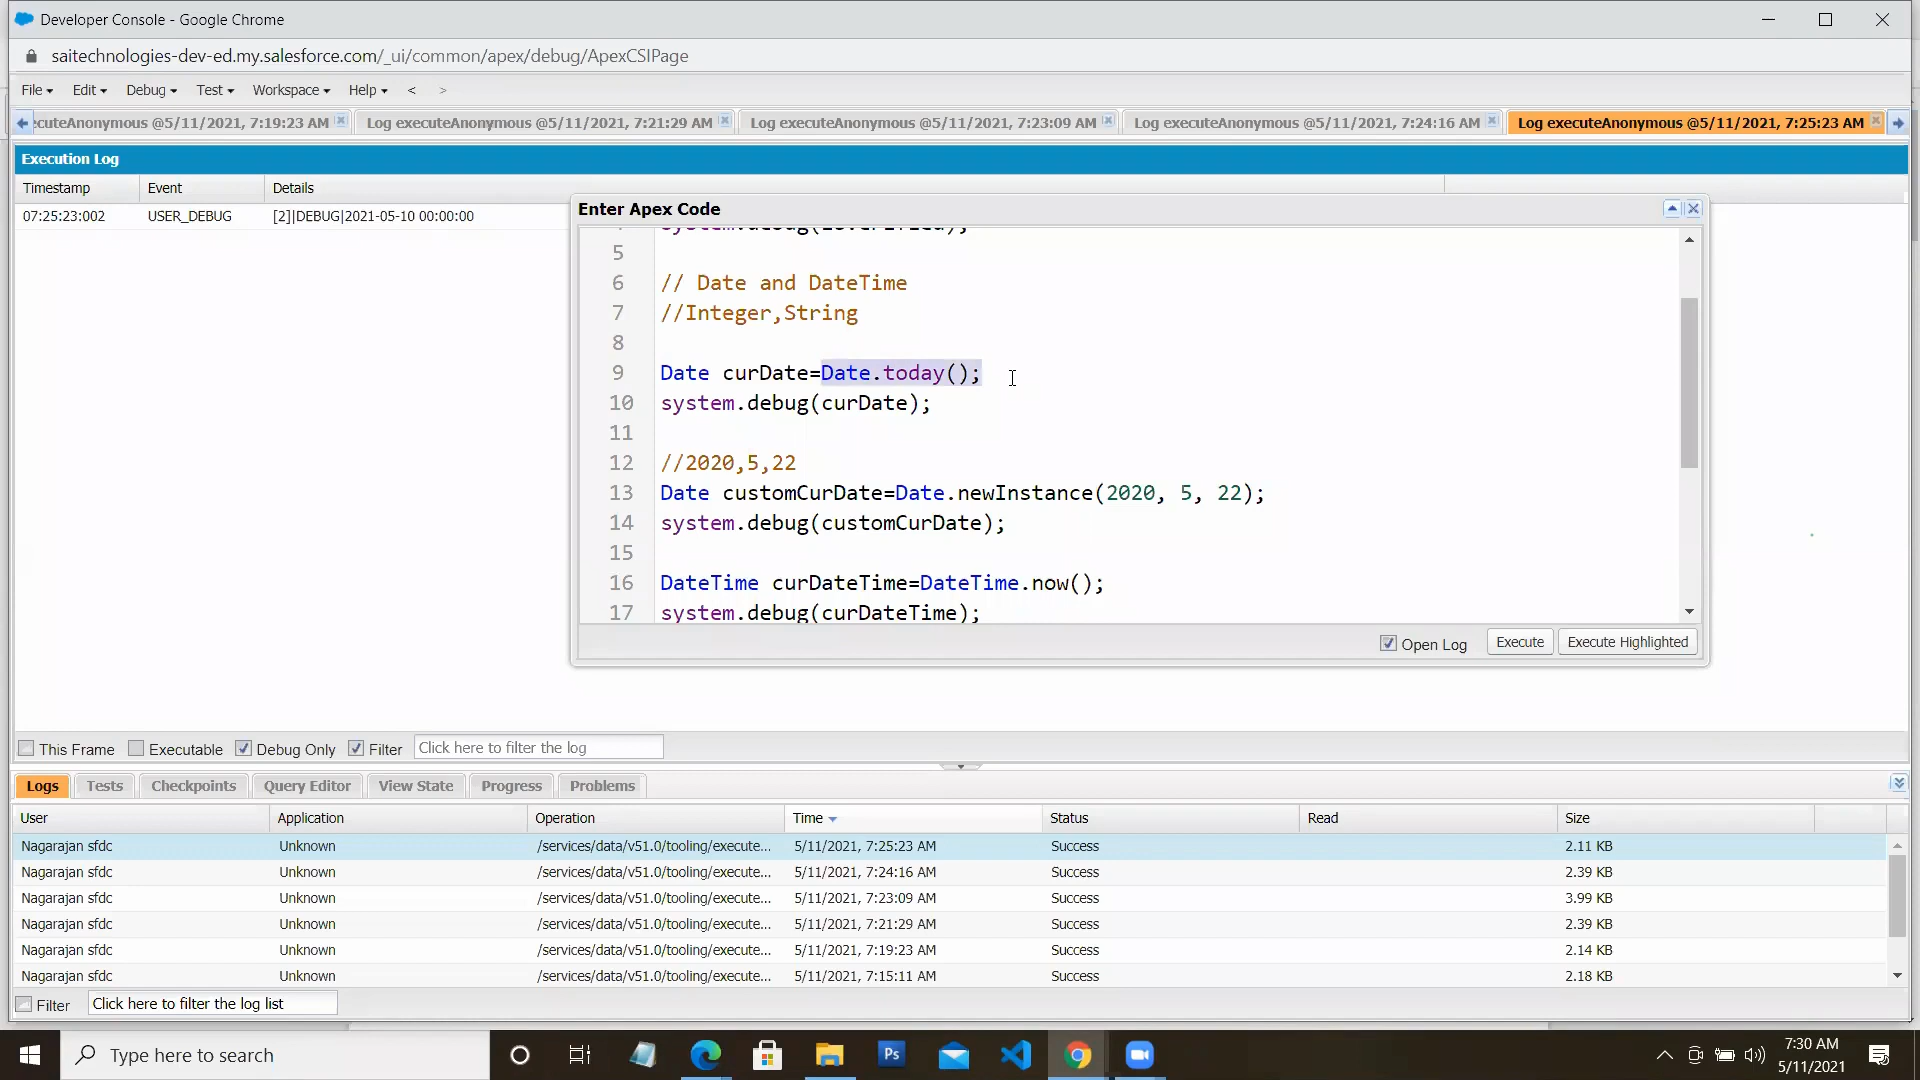 Developer Console - Google Chrome
saitechnologies-dev-ed.my.salesforce.com/_ui/common/apex/debug/ApexCSIPage
File Edit Debug Test Workspace Help < >
ecuteAnonymous @5/11/2021, 7:19:23 AM Log executeAnonymous @5/11/2021, 7:21:29 AM Log executeAnonymous @5/11/2021, 7:23:09 AM Log executeAnonymous @5/11/2021, 7:24:16 AM Log executeAnonymous @5/11/2021, 7:25:23 AM
Execution Log
Timestamp Event Details
07:25:23:002 USER_DEBUG [2]|DEBUG|2021-05-10 00:00:00
Enter Apex Code
5
6 // Date and DateTime
7 //Integer,String
8
9 Date curDate=Date.today();
10 system.debug(curDate);
11
12 //2020,5,22
13 Date customCurDate=Date.newInstance(2020, 5, 22);
14 system.debug(customCurDate);
15
16 DateTime curDateTime=DateTime.now();
17 system.debug(curDateTime);
Open Log Execute Execute Highlighted
This Frame Executable Debug Only Filter Click here to filter the log
Logs Tests Checkpoints Query Editor View State Progress Problems
User Application Operation Time Status Read Size
Nagarajan sfdc Unknown /services/data/v51.0/tooling/execute... 5/11/2021, 7:25:23 AM Success 2.11 KB
Nagarajan sfdc Unknown /services/data/v51.0/tooling/execute... 5/11/2021, 7:24:16 AM Success 2.39 KB
Nagarajan sfdc Unknown /services/data/v51.0/tooling/execute... 5/11/2021, 7:23:09 AM Success 3.99 KB
Nagarajan sfdc Unknown /services/data/v51.0/tooling/execute... 5/11/2021, 7:21:29 AM Success 2.39 KB
Nagarajan sfdc Unknown /services/data/v51.0/tooling/execute... 5/11/2021, 7:19:23 AM Success 2.14 KB
Nagarajan sfdc Unknown /services/data/v51.0/tooling/execute... 5/11/2021, 7:15:11 AM Success 2.18 KB
Filter Click here to filter the log list
Type here to search
Ps
7:30 AM
5/11/2021